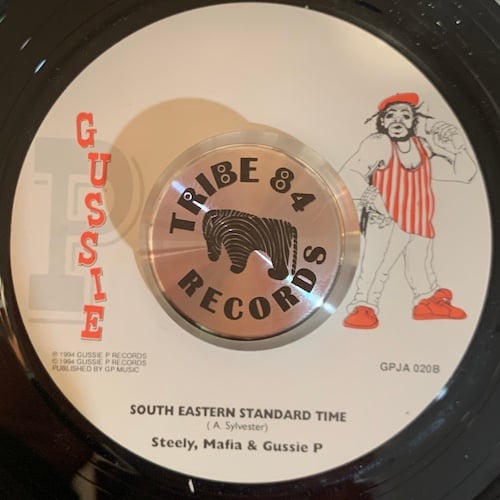 GUSSIE
P
TRIBE 84
RECORDS
℗ 1994 GUSSIE P RECORDS
© 1994 GUSSIE P RECORDS
PUBLISHED BY GP MUSIC
GPJA 020B
SOUTH EASTERN STANDARD TIME
( A. Sylvester)
Steely, Mafia & Gussie P